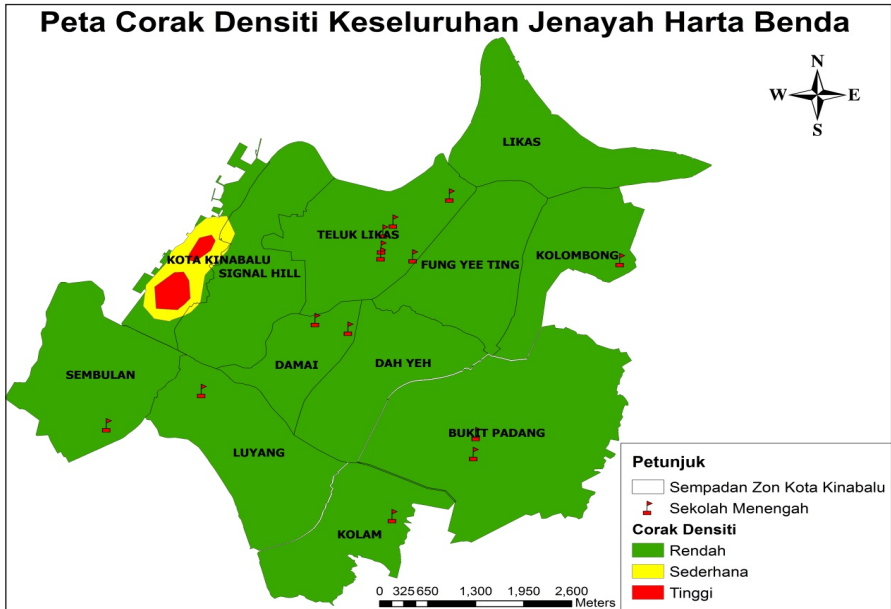 Peta Corak Densiti Keseluruhan Jenayah Harta Benda
N
W E
S
LIKAS
TELUK LIKAS
KOTA KINABALU
SIGNAL HILL
FUNG YEE TING
KOLOMBONG
SEMBULAN
DAMAI
DAH YEH
BUKIT PADANG
LUYANG
KOLAM
Petunjuk
Sempadan Zon Kota Kinabalu
Sekolah Menengah
Corak Densiti
Rendah
Sederhana
Tinggi
0 325 650 1,300 1,950 2,600
Meters